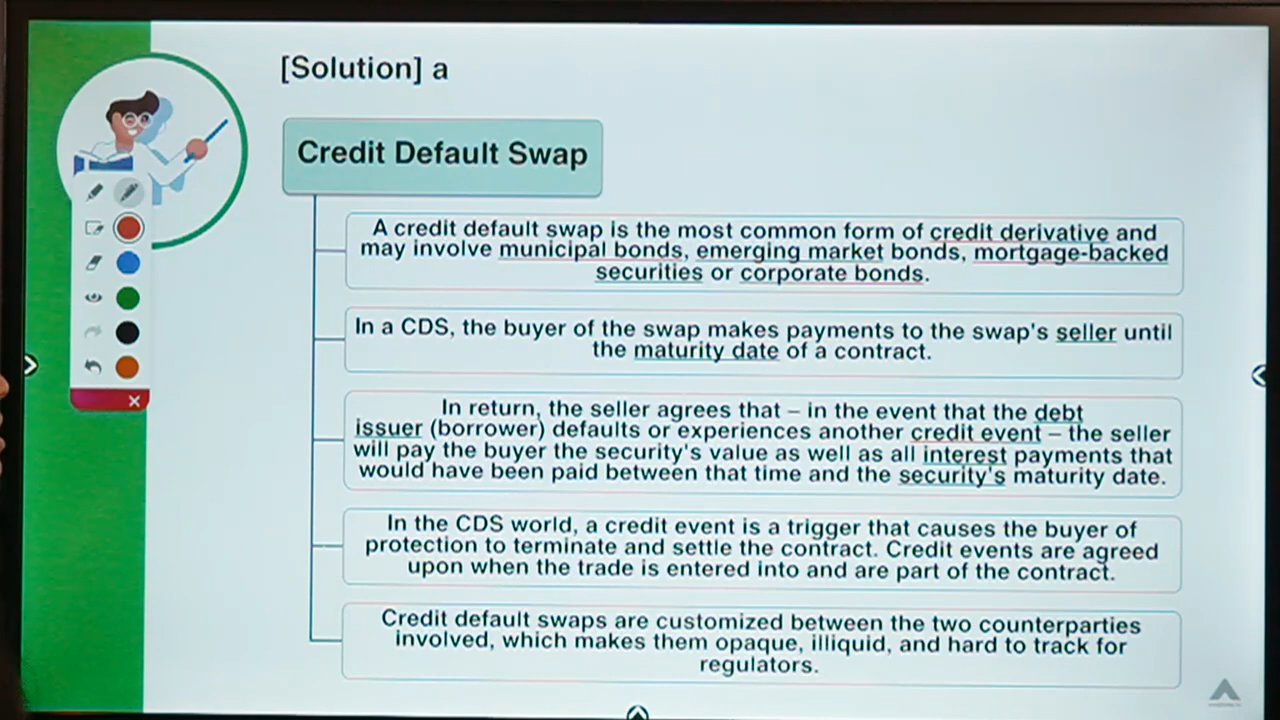 [Solution] a
Credit Default Swap
A credit default swap is the most common form of credit derivative and
may involve municipal bonds, emerging market bonds, mortgage-backed
securities or corporate bonds.
In a CDS, the buyer of the swap makes payments to the swap's seller until
the maturity date of a contract.
In return, the seller agrees that – in the event that the debt
issuer (borrower) defaults or experiences another credit event – the seller
will pay the buyer the security's value as well as all interest payments that
would have been paid between that time and the security's maturity date.
In the CDS world, a credit event is a trigger that causes the buyer of
protection to terminate and settle the contract. Credit events are agreed
upon when the trade is entered into and are part of the contract.
Credit default swaps are customized between the two counterparties
involved, which makes them opaque, illiquid, and hard to track for
regulators.